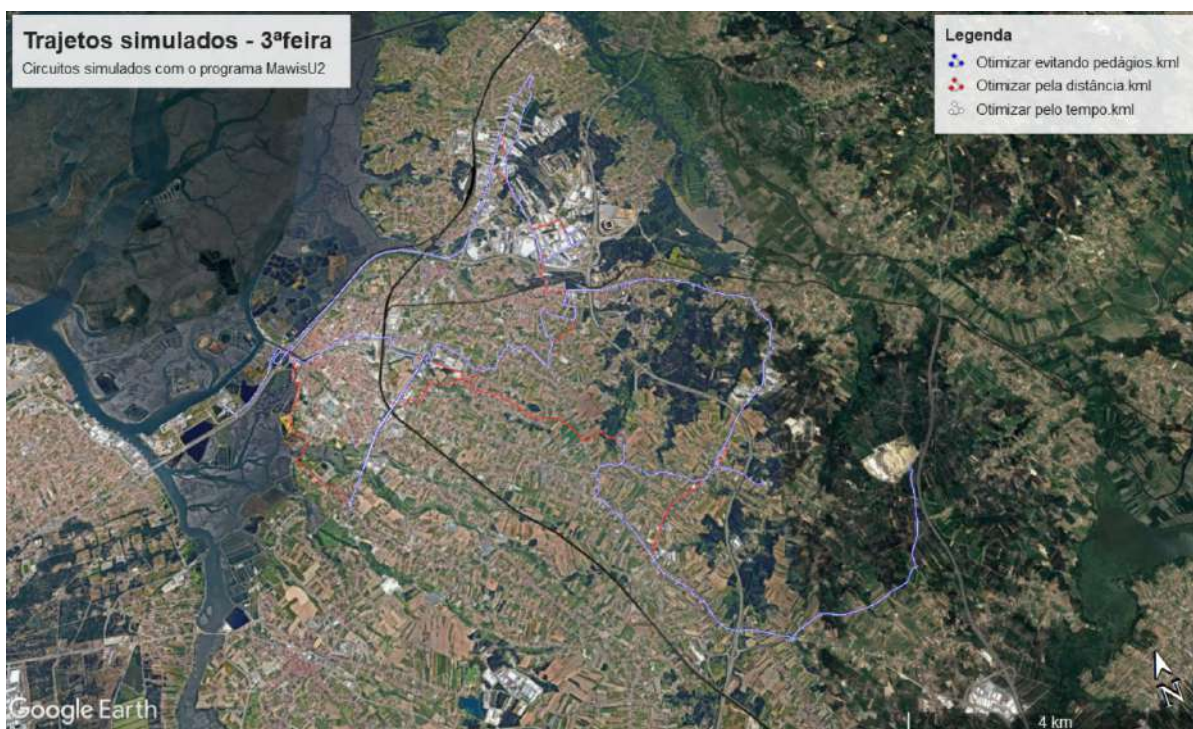 Trajetos simulados - 3ªfeira
Circuitos simulados com o programa MawisU2
Legenda
Otimizar evitando pedágios.kml
Otimizar pela distância.kml
Otimizar pelo tempo.kml
Google Earth
4 km
N